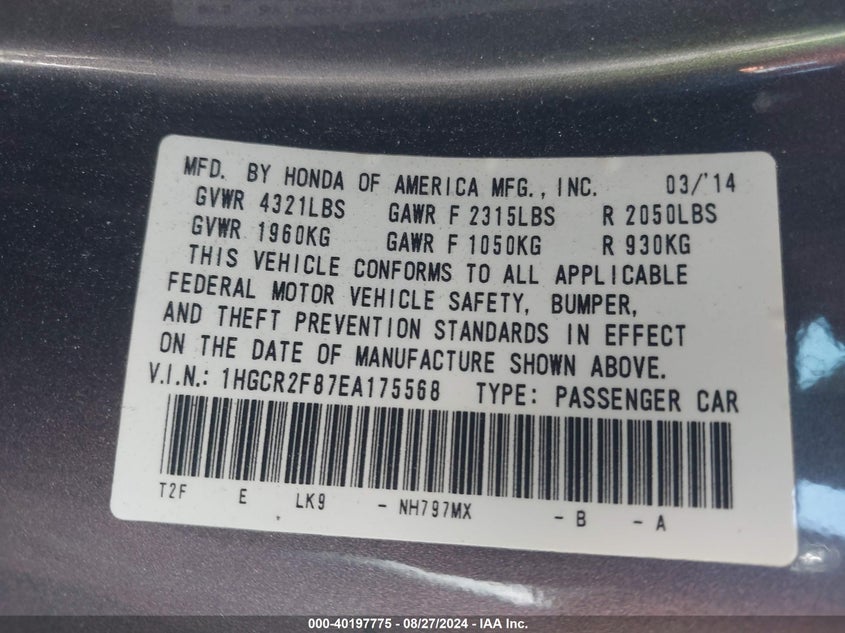 MFD. BY HONDA OF AMERICA MFG., INC. 03/'14
GVWR 4321LBS GAWR F 2315LBS R 2050LBS
GVWR 1960KG GAWR F 1050KG R 930KG
THIS VEHICLE CONFORMS TO ALL APPLICABLE
FEDERAL MOTOR VEHICLE SAFETY, BUMPER,
AND THEFT PREVENTION STANDARDS IN EFFECT
ON THE DATE OF MANUFACTURE SHOWN ABOVE.
V.I.N.: 1HGCR2F87EA175568 TYPE: PASSENGER CAR
T2F E LK9 - NH797MX - B - A
000-40197775 - 08/27/2024 - IAA Inc.